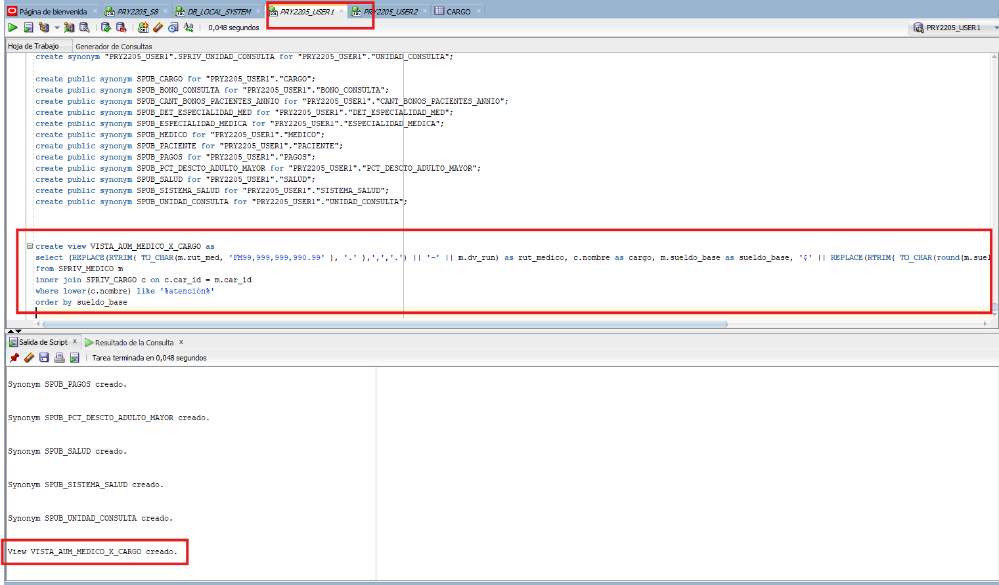 Página de bienvenida × PRY2205_S8 × DB_LOCAL_SYSTEM × PRY2205_USER1 × PRY2205_USER2 × CARGO ×
0,048 segundos PRY2205_USER1
Hoja de Trabajo Generador de Consultas
create synonym "PRY2205_USER1".SPRIV_UNIDAD_CONSULTA for "PRY2205_USER1"."UNIDAD_CONSULTA";
create public synonym SPUB_CARGO for "PRY2205_USER1"."CARGO";
create public synonym SPUB_BONO_CONSULTA for "PRY2205_USER1"."BONO_CONSULTA";
create public synonym SPUB_CANT_BONOS_PACIENTES_ANNIO for "PRY2205_USER1"."CANT_BONOS_PACIENTES_ANNIO";
create public synonym SPUB_DET_ESPECIALIDAD_MED for "PRY2205_USER1"."DET_ESPECIALIDAD_MED";
create public synonym SPUB_ESPECIALIDAD_MEDICA for "PRY2205_USER1"."ESPECIALIDAD_MEDICA";
create public synonym SPUB_MEDICO for "PRY2205_USER1"."MEDICO";
create public synonym SPUB_PACIENTE for "PRY2205_USER1"."PACIENTE";
create public synonym SPUB_PAGOS for "PRY2205_USER1"."PAGOS";
create public synonym SPUB_PCT_DESCTO_ADULTO_MAYOR for "PRY2205_USER1"."PCT_DESCTO_ADULTO_MAYOR";
create public synonym SPUB_SALUD for "PRY2205_USER1"."SALUD";
create public synonym SPUB_SISTEMA_SALUD for "PRY2205_USER1"."SISTEMA_SALUD";
create public synonym SPUB_UNIDAD_CONSULTA for "PRY2205_USER1"."UNIDAD_CONSULTA";
create view VISTA_AUM_MEDICO_X_CARGO as
select (REPLACE(RTRIM( TO_CHAR(m.rut_med, 'FM99,999,999,990.99' ), '.' ),',','.') || '-' || m.dv_run) as rut_medico, c.nombre as cargo, m.sueldo_base as sueldo_base, '$' || REPLACE(RTRIM( TO_CHAR(round(m.suel
from SPRIV_MEDICO m
inner join SPRIV_CARGO c on c.car_id = m.car_id
where lower(c.nombre) like '%atención%'
order by sueldo_base
Salida de Script × Resultado de la Consulta ×
Tarea terminada en 0,048 segundos
Synonym SPUB_PAGOS creado.
Synonym SPUB_PCT_DESCTO_ADULTO_MAYOR creado.
Synonym SPUB_SALUD creado.
Synonym SPUB_SISTEMA_SALUD creado.
Synonym SPUB_UNIDAD_CONSULTA creado.
View VISTA_AUM_MEDICO_X_CARGO creado.